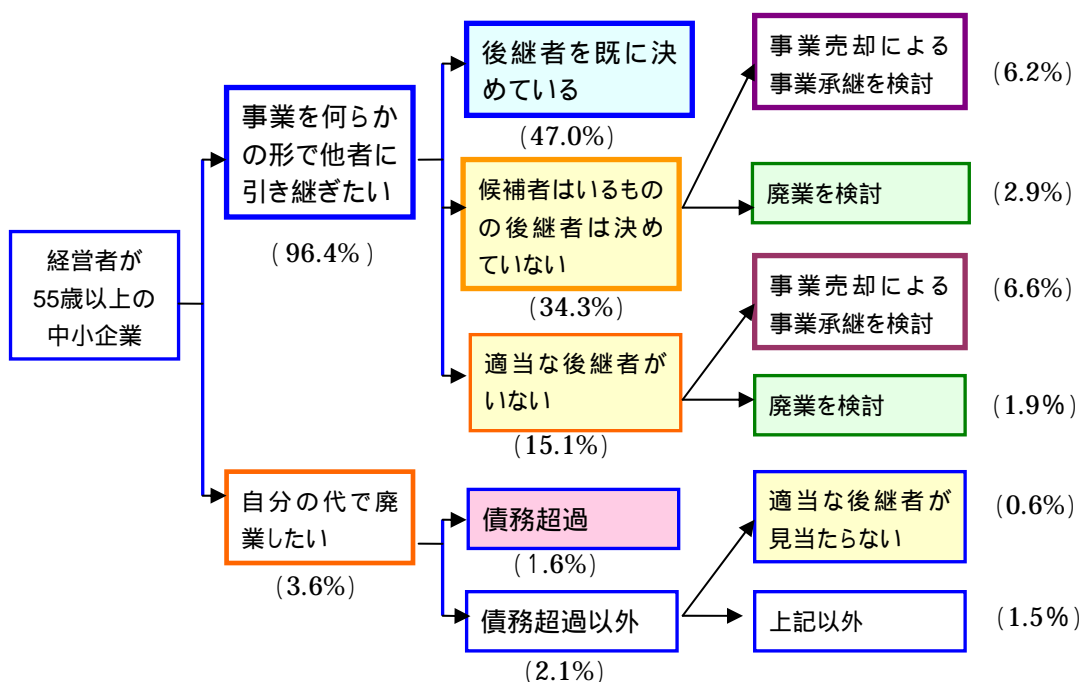 経営者が
55歳以上の
中小企業
事業を何らか
の形で他者に
引き継ぎたい
(96.4%)
後継者を既に決
めている
(47.0%)
候補者はいるもの
の後継者は決め
ていない
(34.3%)
事業売却による
事業承継を検討
(6.2%)
廃業を検討
(2.9%)
適当な後継者が
いない
(15.1%)
事業売却による
事業承継を検討
(6.6%)
廃業を検討
(1.9%)
自分の代で廃
業したい
(3.6%)
債務超過
(1.6%)
債務超過以外
(2.1%)
適当な後継者が
見当たらない
(0.6%)
上記以外
(1.5%)